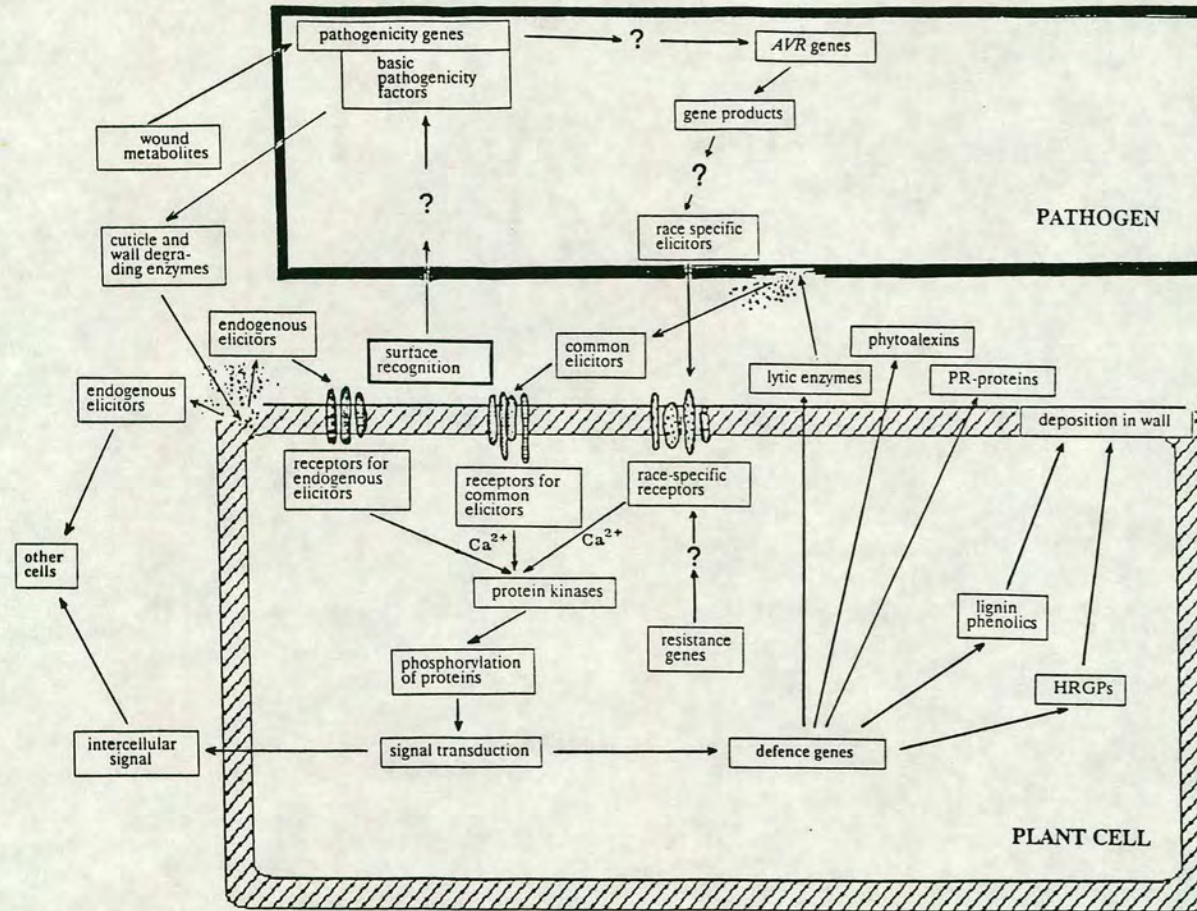 pathogenicity genes
?
AVR genes
basic
pathogenicity
factors
gene products
wound
metabolites
?
?
race specific
elicitors
PATHOGEN
cuticle and
wall degra-
ding enzymes
endogenous
elicitors
surface
recognition
common
elicitors
phytoalexins
lytic enzymes
PR-proteins
endogenous
elicitors
deposition in wall
receptors for
endogenous
elicitors
receptors for
common
elicitors
race-specific
receptors
Ca2+
Ca2+
?
other
cells
protein kinases
lignin
phenolics
resistance
genes
phosphorylation
of proteins
HRGPs
intercellular
signal
signal transduction
defence genes
PLANT CELL